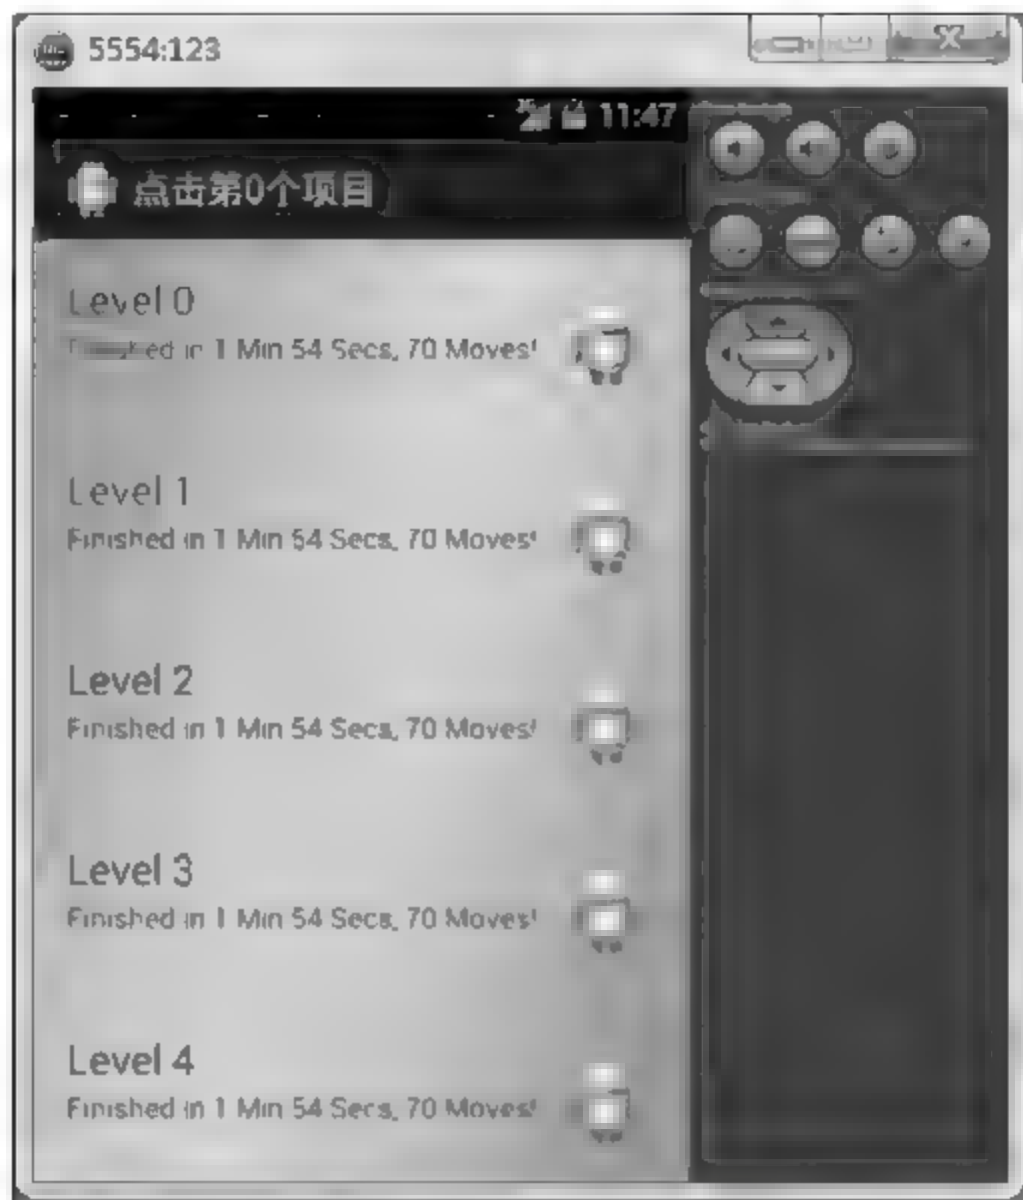 5554:123
11:47
点击第0个项目
Level 0
in 1 Min 54 Secs, 70 Moves!
Level 1
Finished in 1 Min 54 Secs, 70 Moves!
Level 2
Finished in 1 Min 54 Secs, 70 Moves!
Level 3
Finished in 1 Min 54 Secs, 70 Moves!
Level 4
Finished in 1 Min 54 Secs, 70 Moves!